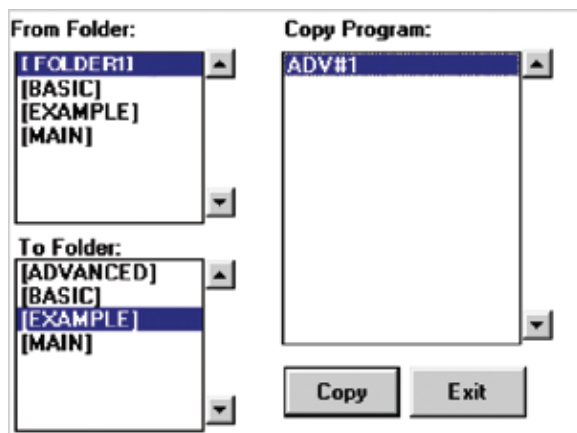 From Folder:
[ FOLDER1]
[BASIC]
[EXAMPLE]
[MAIN]
To Folder:
[ADVANCED]
[BASIC]
[EXAMPLE]
[MAIN]
Copy Program:
ADV#1
Copy
Exit